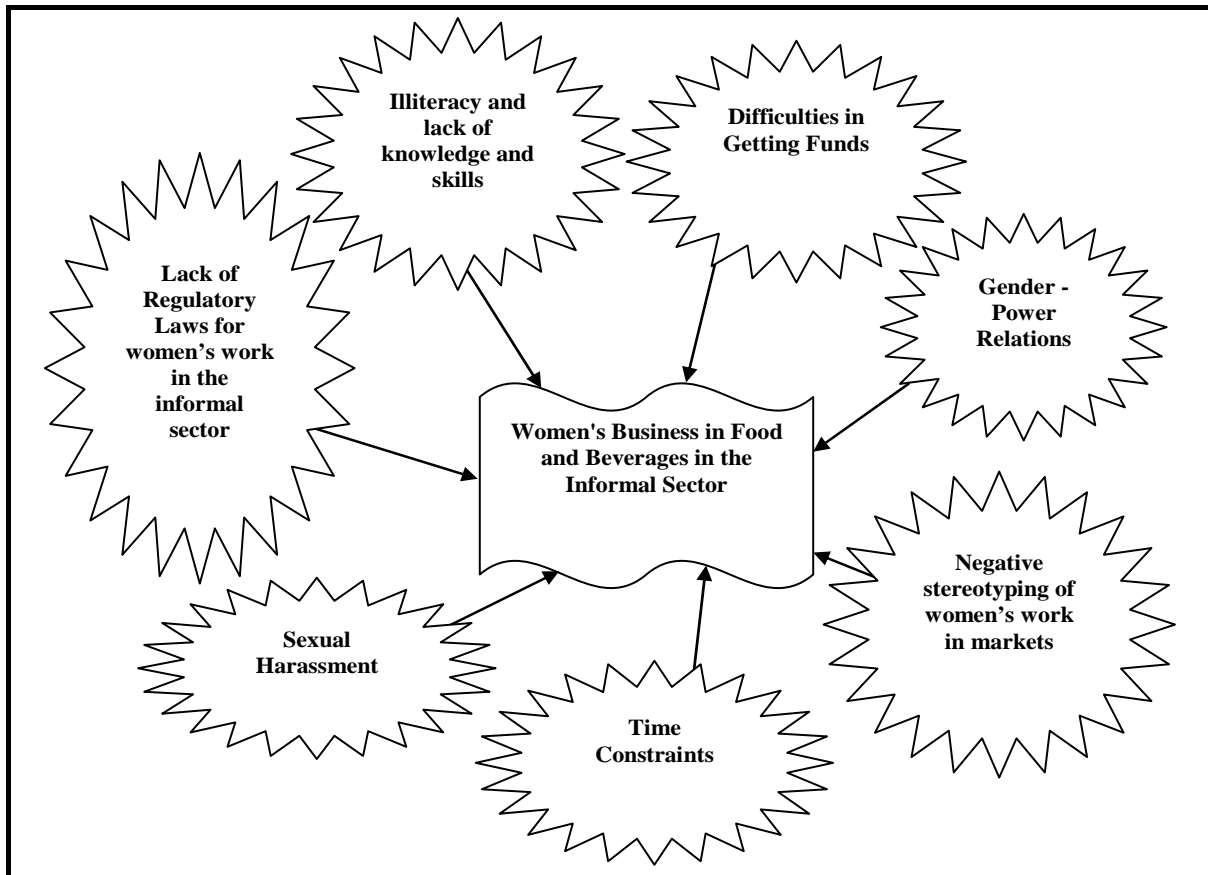 Illiteracy and
lack of
knowledge and
skills
Difficulties in
Getting Funds
Lack of
Regulatory
Laws for
women’s work
in the
informal
sector
Gender -
Power
Relations
Women's Business in Food
and Beverages in the
Informal Sector
Negative
stereotyping of
women’s work
in markets
Sexual
Harassment
Time
Constraints